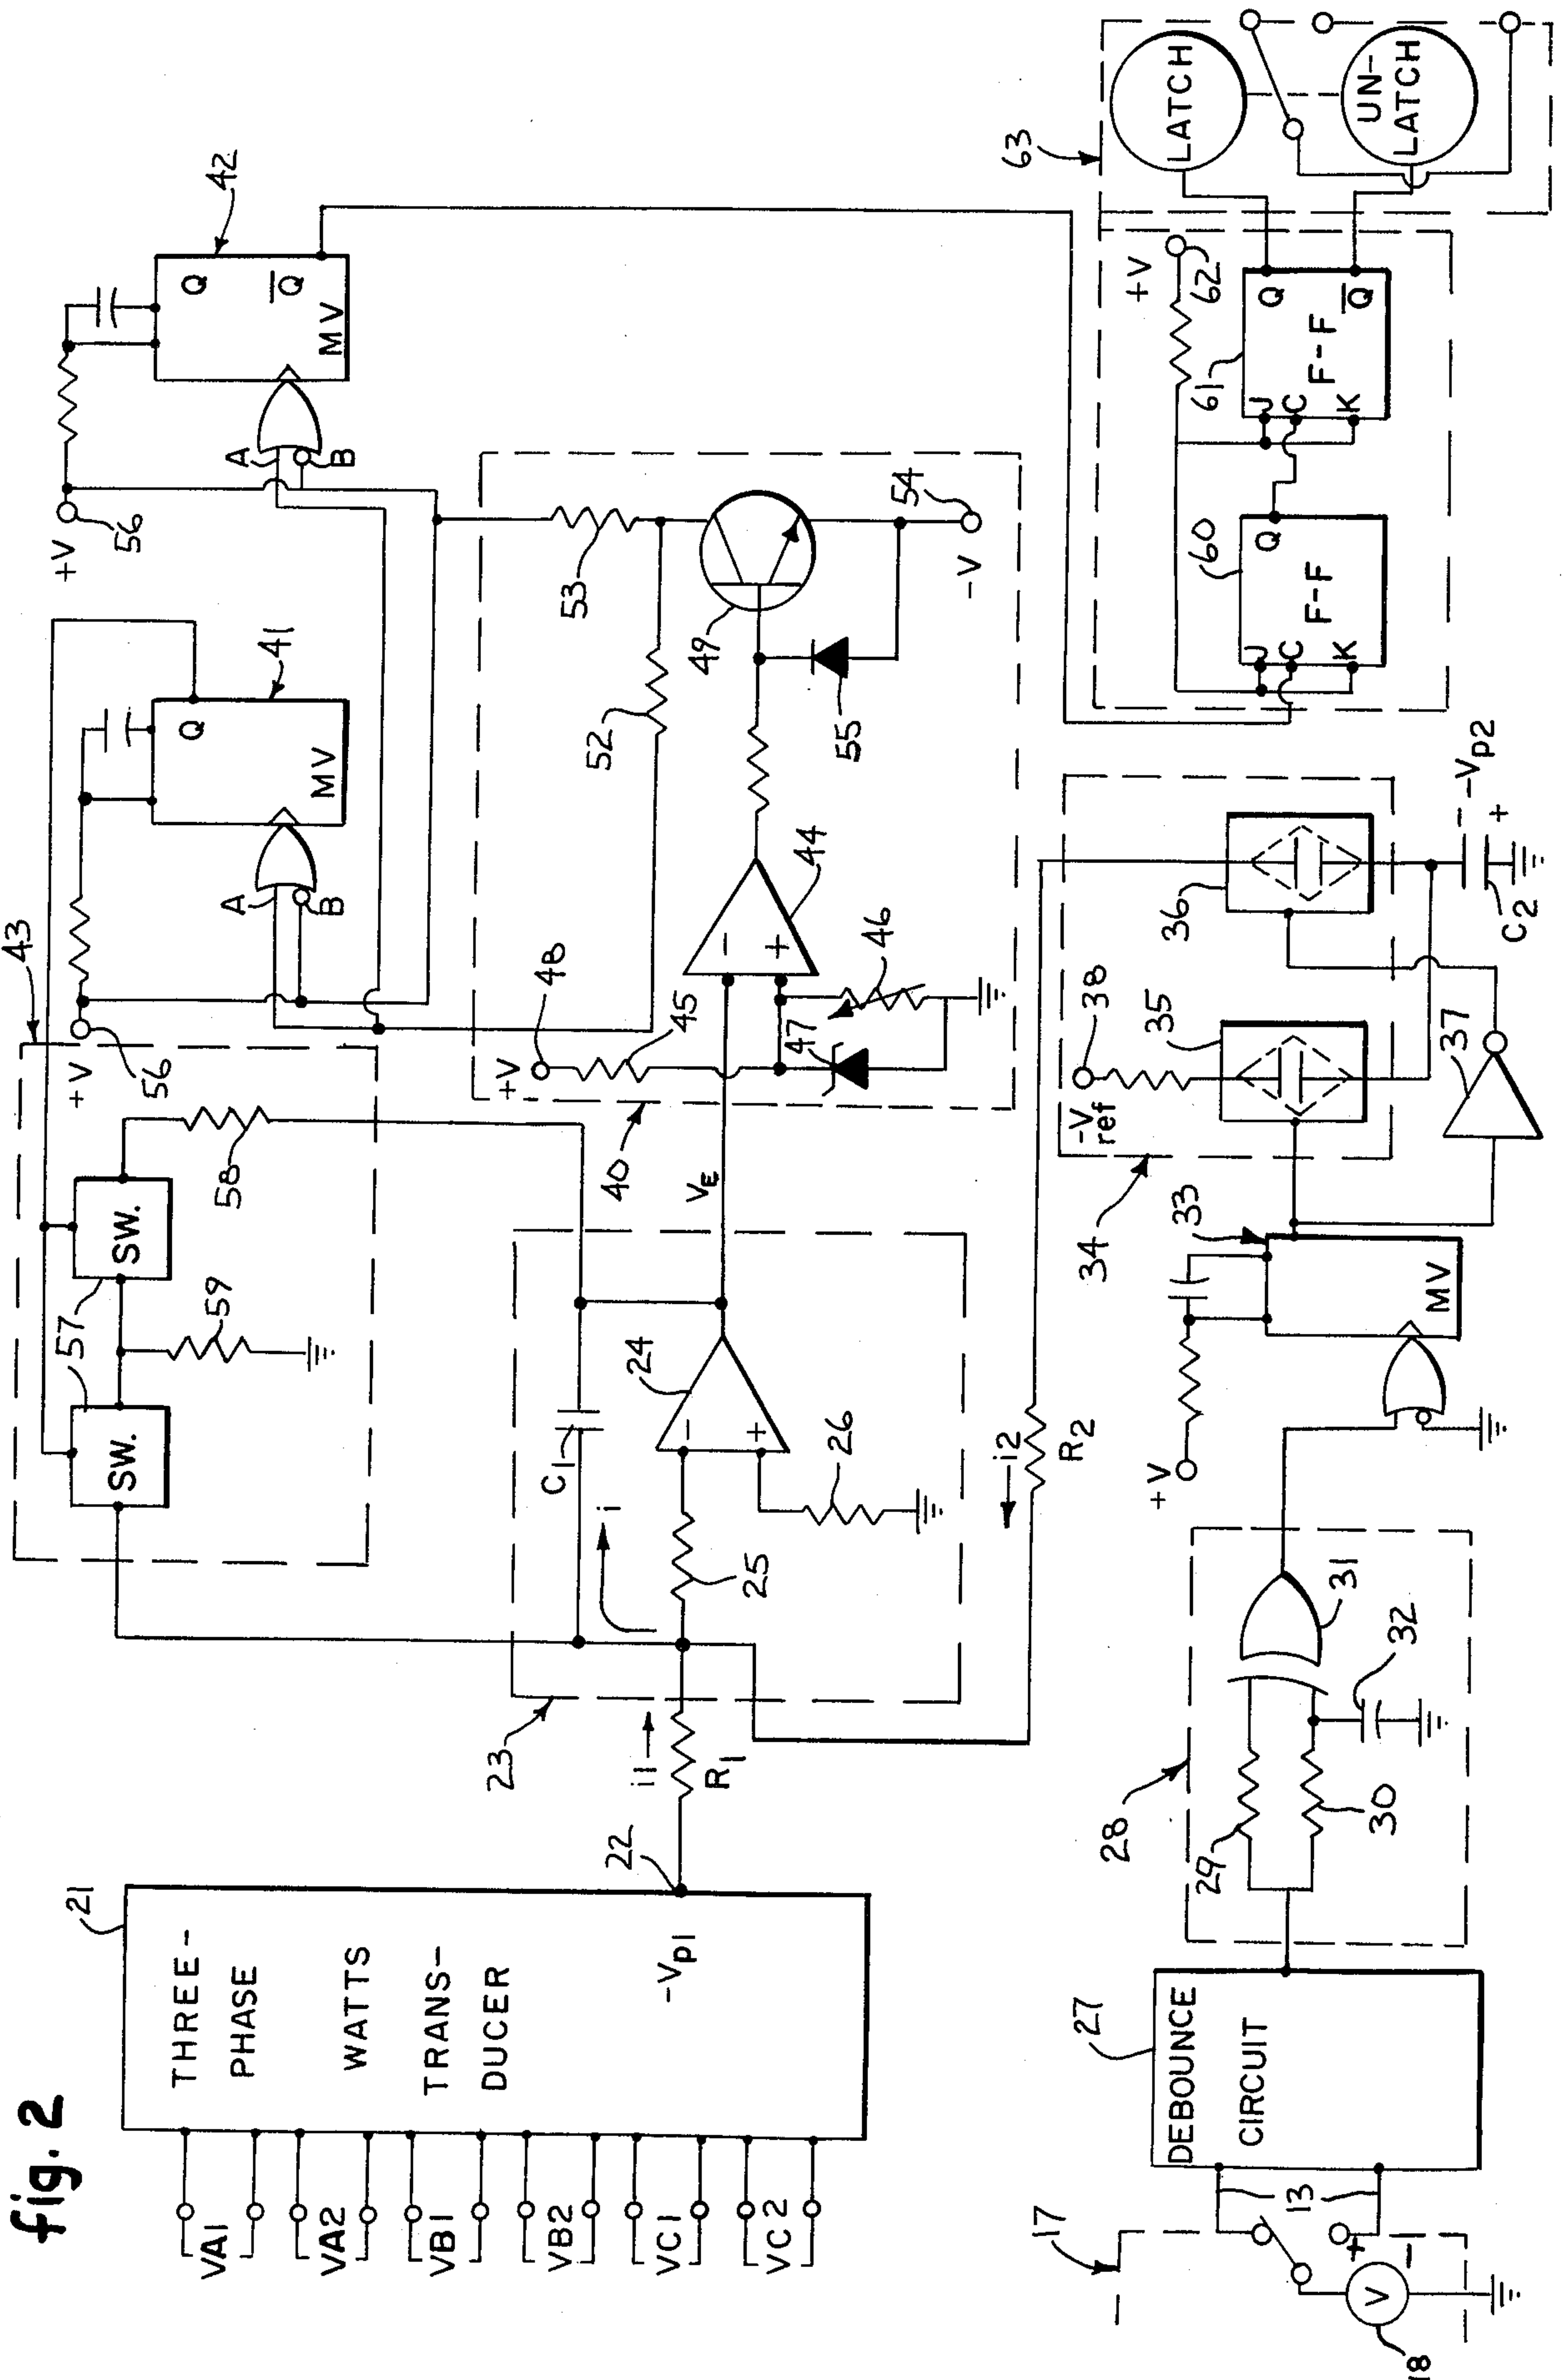 fig. 2
21
THREE-
PHASE
WATTS
TRANS-
DUCER
-Vp1
22
VA1
VA2
VB1
VB2
VC1
VC2
R1
i1
23
i
C1
25
24
-
+
26
VE
43
57
SW.
SW.
58
59
+V
56
A
B
Q
MV
41
+V
56
A
B
Q
Q
MV
42
40
+V
48
45
47
46
-
+
44
52
53
49
55
54
-V
i2
R2
17
18
V
+
-
13
27
DEBOUNCE
CIRCUIT
28
29
30
31
32
+V
33
MV
34
-Vref
38
35
36
37
-Vp2
-
+
C2
60
J
C
K
Q
F-F
61
J
C
K
Q
Q
F-F
+V
62
63
LATCH
UN-
LATCH